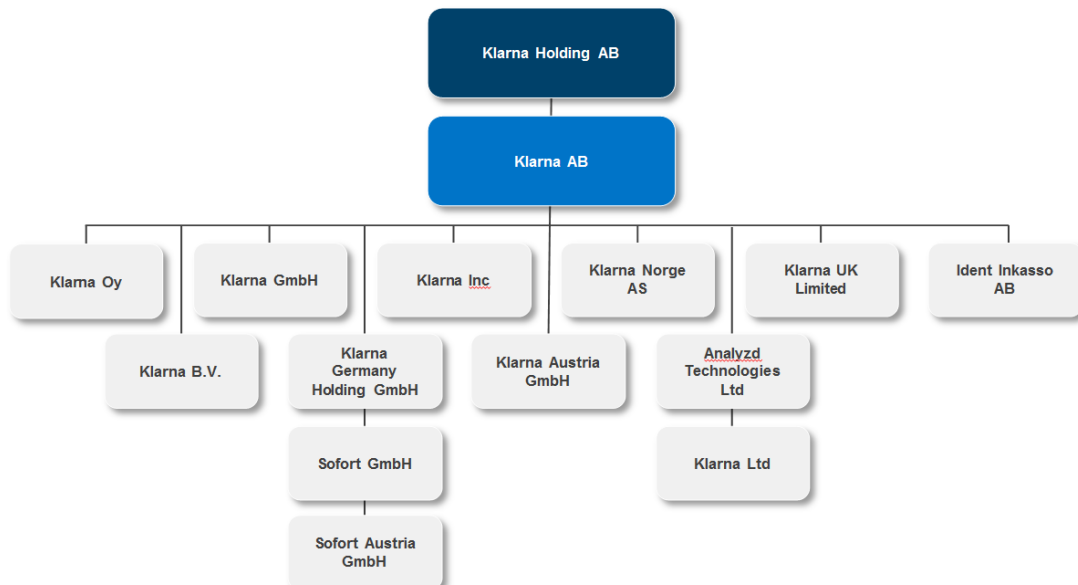 Klarna Holding AB
Klarna AB
Klarna Oy
Klarna GmbH
Klarna Inc
Klarna Norge
AS
Klarna UK
Limited
Ident Inkasso
AB
Klarna B.V.
Klarna
Germany
Holding GmbH
Klarna Austria
GmbH
Analyzd
Technologies
Ltd
Sofort GmbH
Klarna Ltd
Sofort Austria
GmbH